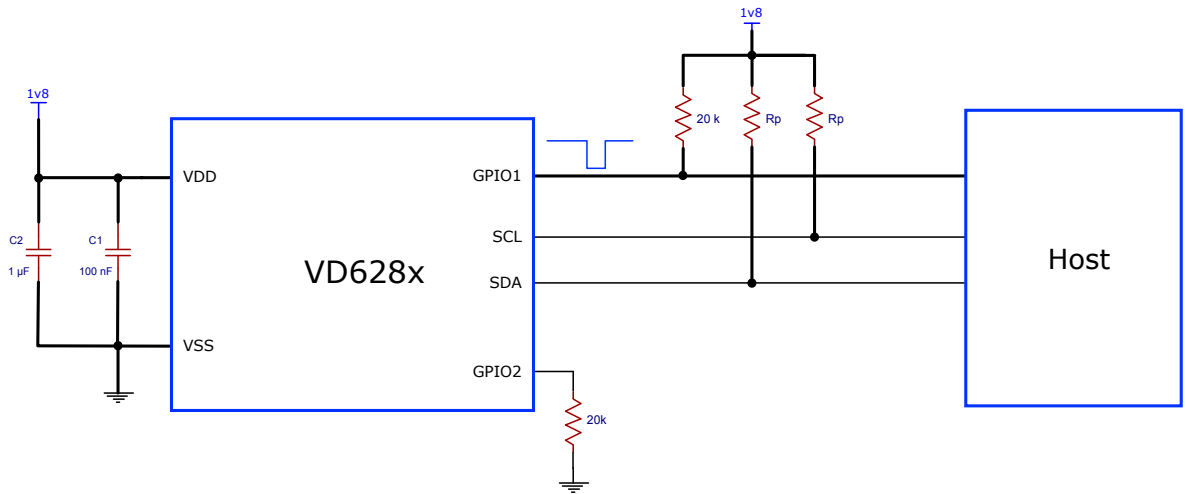 1v8
1v8
20 k
Rp
Rp
VDD
GPIO1
C2
C1
SCL
1 µF
100 nF
VD628x
Host
SDA
VSS
GPIO2
20k